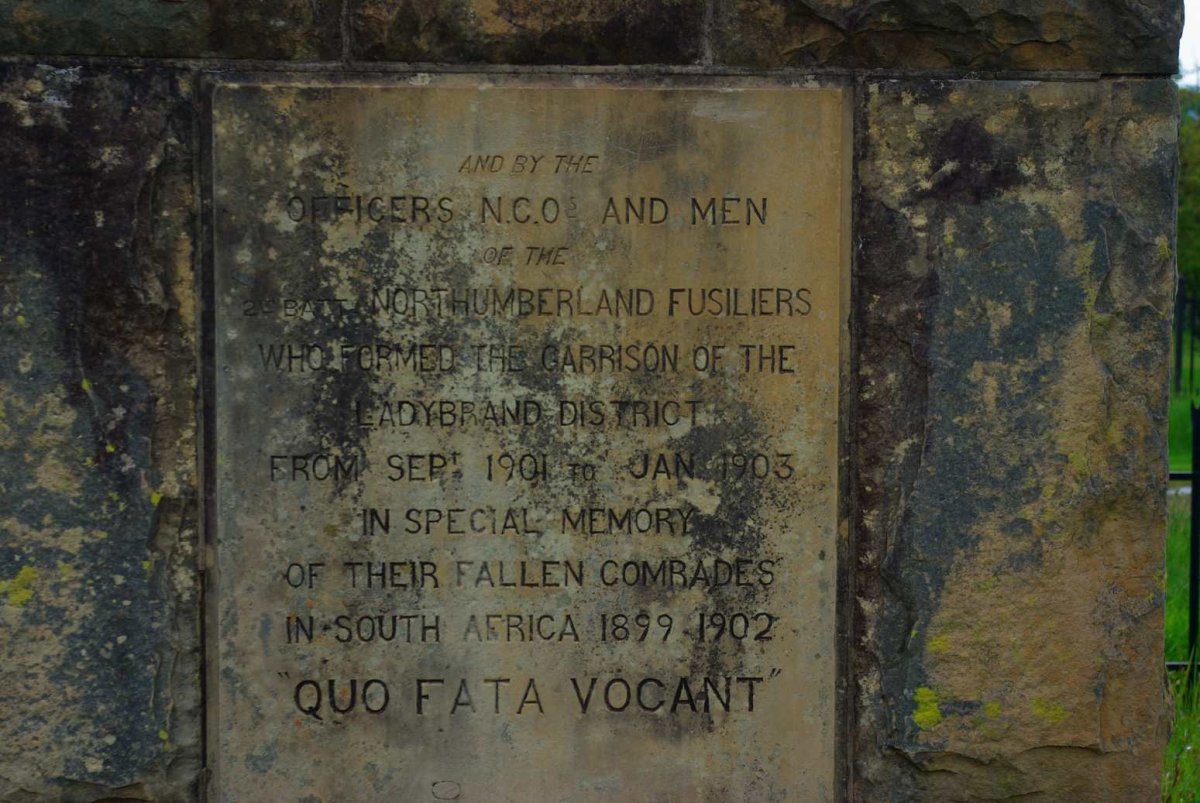 AND BY THE
OFFICERS N.C.Os AND MEN
OF THE
2D BATT. NORTHUMBERLAND FUSILIERS
WHO FORMED THE GARRISON OF THE
LADYBRAND DISTRICT
FROM SEPT 1901 TO JAN 1903
IN SPECIAL MEMORY
OF THEIR FALLEN COMRADES
IN SOUTH AFRICA 1899-1902
"QUO FATA VOCANT"